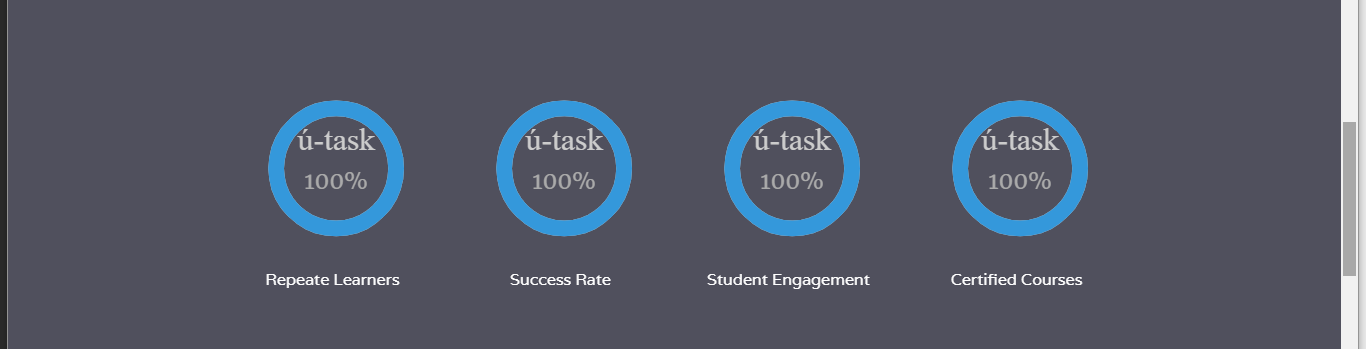 ú-task ú-task ú-task ú-task
100% 100% 100% 100%
Repeate Learners Success Rate Student Engagement Certified Courses